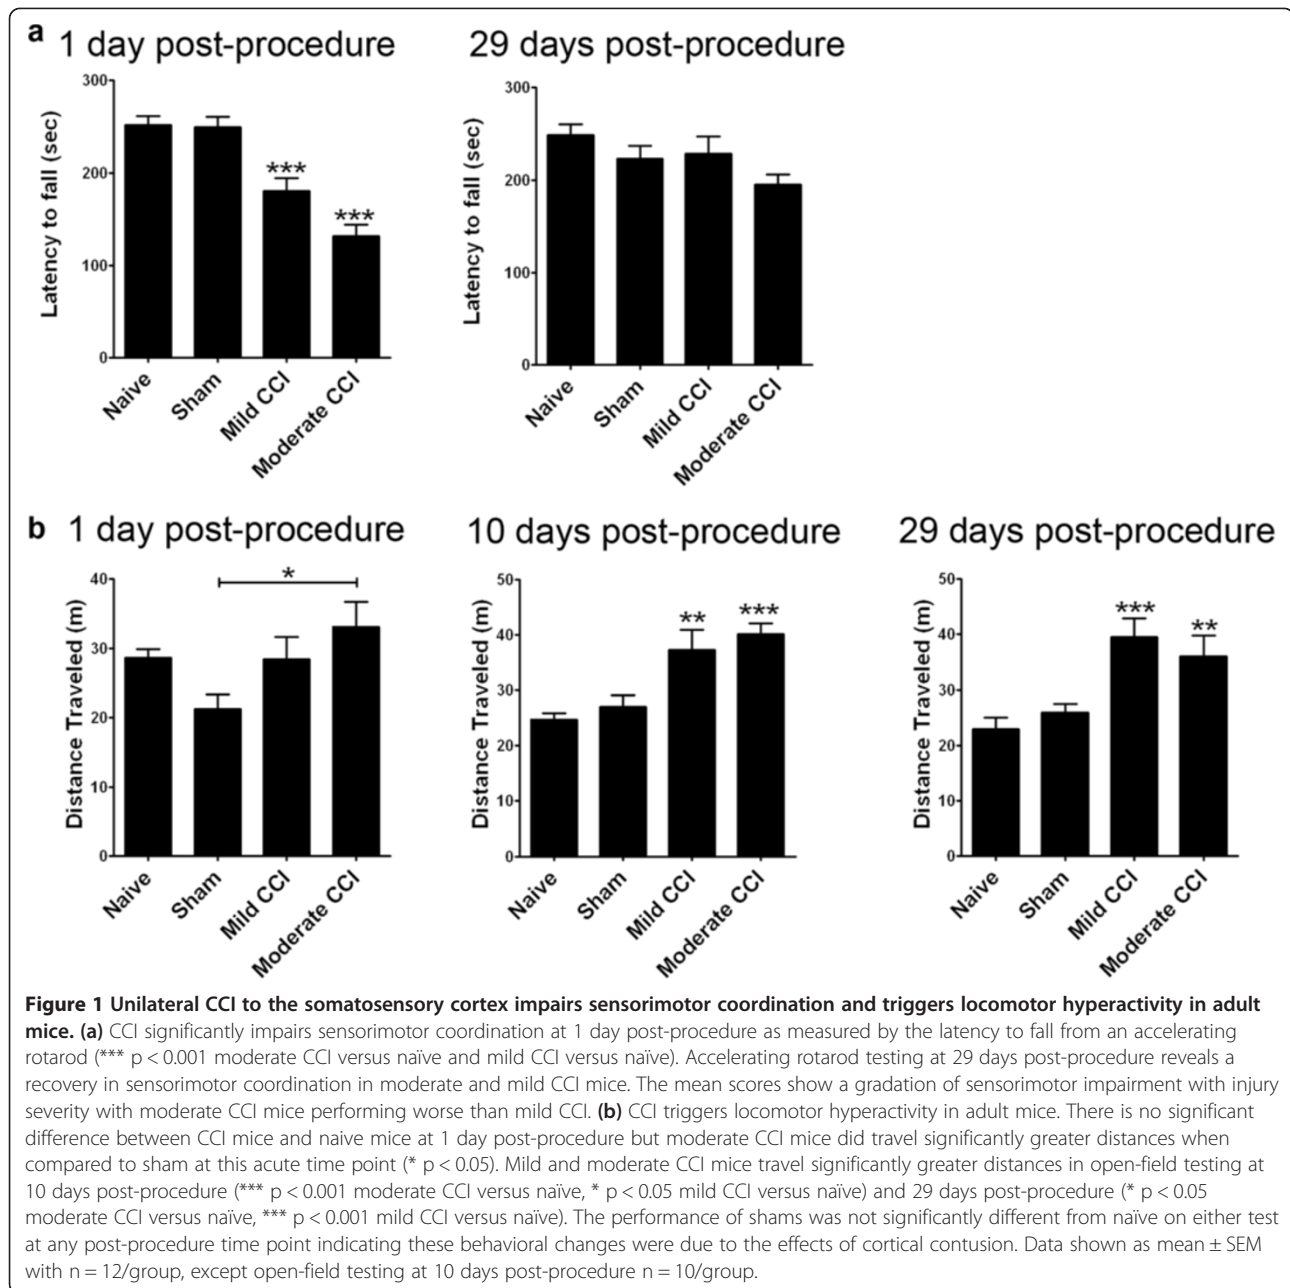 a 1 day post-procedure 29 days post-procedure
300
200
100
0
Latency to fall (sec)
***
***
Naive
Sham
Mild CCI
Moderate CCI
300
200
100
0
Latency to fall (sec)
Naive
Sham
Mild CCI
Moderate CCI
b 1 day post-procedure 10 days post-procedure 29 days post-procedure
40
30
20
10
0
Distance Traveled (m)
*
Naive
Sham
Mild CCI
Moderate CCI
50
40
30
20
10
0
Distance Traveled (m)
**
***
Naive
Sham
Mild CCI
Moderate CCI
50
40
30
20
10
0
Distance Traveled (m)
***
**
Naive
Sham
Mild CCI
Moderate CCI
Figure 1 Unilateral CCI to the somatosensory cortex impairs sensorimotor coordination and triggers locomotor hyperactivity in adult
mice. (a) CCI significantly impairs sensorimotor coordination at 1 day post-procedure as measured by the latency to fall from an accelerating
rotarod (*** p < 0.001 moderate CCI versus naïve and mild CCI versus naïve). Accelerating rotarod testing at 29 days post-procedure reveals a
recovery in sensorimotor coordination in moderate and mild CCI mice. The mean scores show a gradation of sensorimotor impairment with injury
severity with moderate CCI mice performing worse than mild CCI. (b) CCI triggers locomotor hyperactivity in adult mice. There is no significant
difference between CCI mice and naive mice at 1 day post-procedure but moderate CCI mice did travel significantly greater distances when
compared to sham at this acute time point (* p < 0.05). Mild and moderate CCI mice travel significantly greater distances in open-field testing at
10 days post-procedure (*** p < 0.001 moderate CCI versus naïve, * p < 0.05 mild CCI versus naïve) and 29 days post-procedure (* p < 0.05
moderate CCI versus naïve, *** p < 0.001 mild CCI versus naïve). The performance of shams was not significantly different from naïve on either test
at any post-procedure time point indicating these behavioral changes were due to the effects of cortical contusion. Data shown as mean ± SEM
with n = 12/group, except open-field testing at 10 days post-procedure n = 10/group.